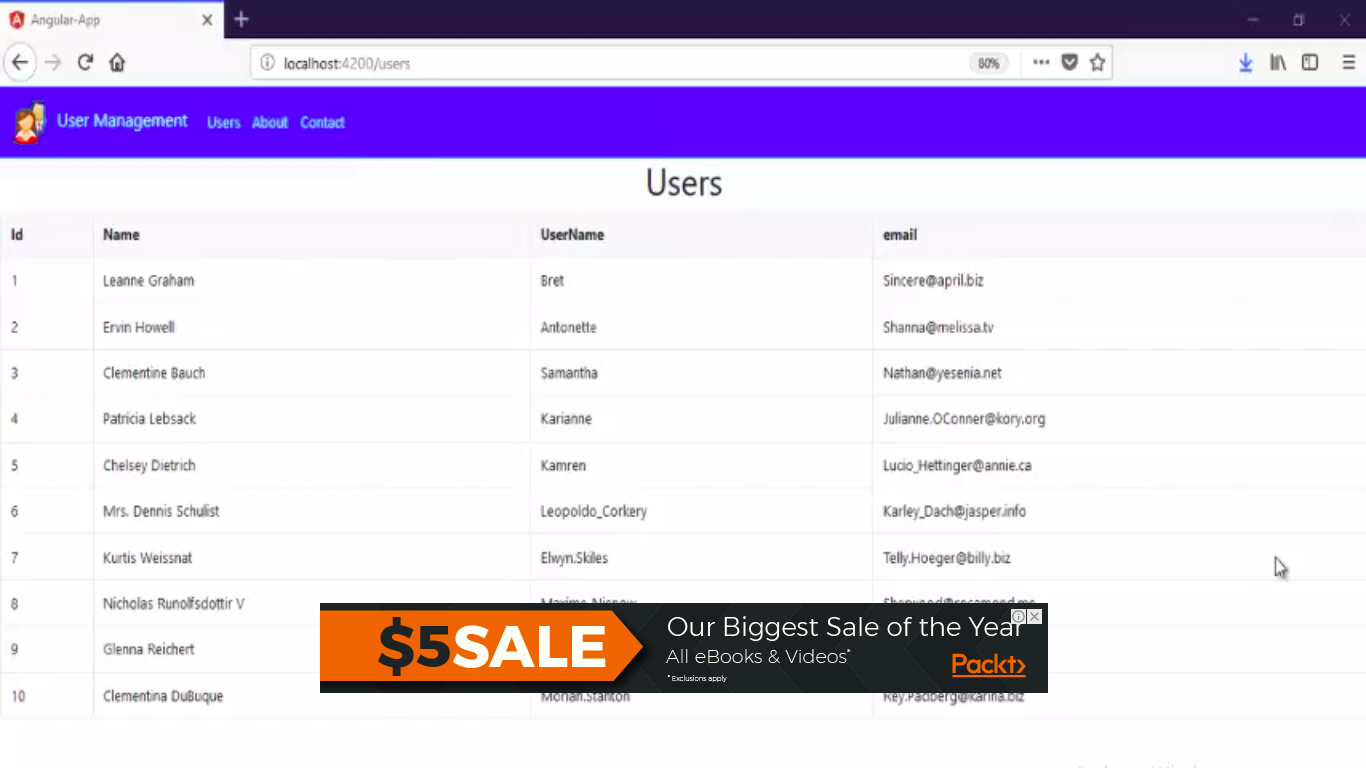 Angular-App
localhost:4200/users
80%
User Management Users About Contact
Users
Id Name UserName email
1 Leanne Graham Bret Sincere@april.biz
2 Ervin Howell Antonette Shanna@melissa.tv
3 Clementine Bauch Samantha Nathan@yesenia.net
4 Patricia Lebsack Karianne Julianne.OConner@kory.org
5 Chelsey Dietrich Kamren Lucio_Hettinger@annie.ca
6 Mrs. Dennis Schulist Leopoldo_Corkery Karley_Dach@jasper.info
7 Kurtis Weissnat Elwyn.Skiles Telly.Hoeger@billy.biz
8 Nicholas Runolfsdottir V
9 Glenna Reichert
10 Clementina DuBuque Moriah.Stanton Rey.Padberg@karina.biz
$5SALE
Our Biggest Sale of the Year
All eBooks & Videos*
* Exclusions apply
Packt>